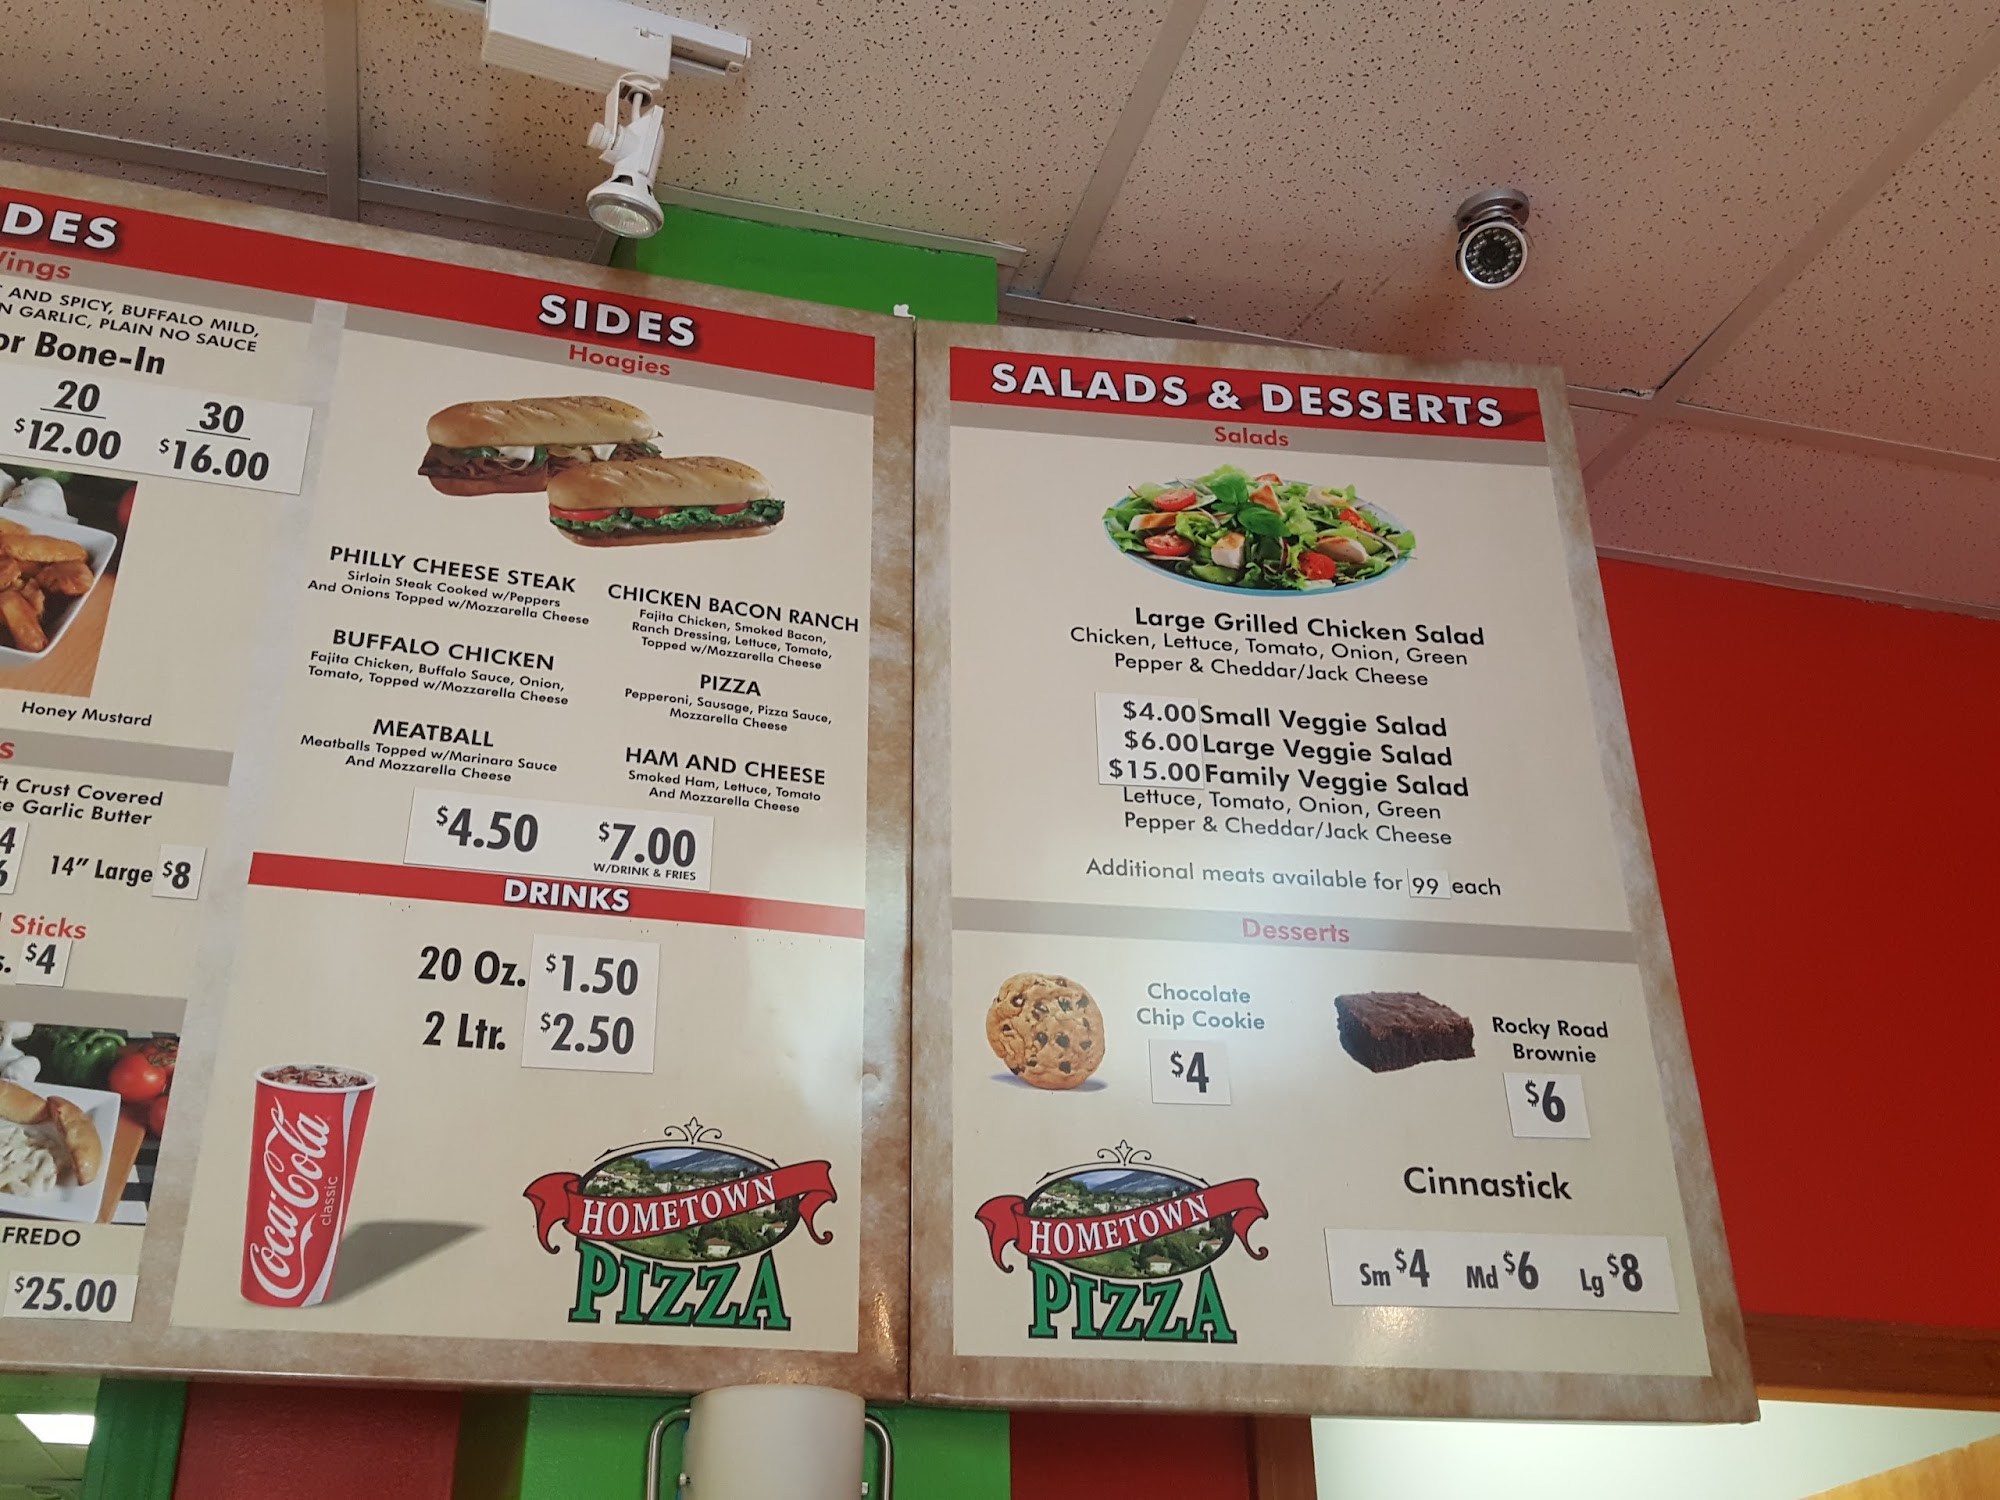 DES
ings
AND SPICY, BUFFALO MILD,
N GARLIC, PLAIN NO SAUCE
or Bone-In
20 30
$12.00 $16.00
Honey Mustard
S
ft Crust Covered
se Garlic Butter
4
6 14" Large $8
Sticks
s. $4
FREDO
$25.00
SIDES
Hoagies
PHILLY CHEESE STEAK
Sirloin Steak Cooked w/Peppers
And Onions Topped w/Mozzarella Cheese
BUFFALO CHICKEN
Fajita Chicken, Buffalo Sauce, Onion,
Tomato, Topped w/Mozzarella Cheese
MEATBALL
Meatballs Topped w/Marinara Sauce
And Mozzarella Cheese
CHICKEN BACON RANCH
Fajita Chicken, Smoked Bacon,
Ranch Dressing, Lettuce, Tomato,
Topped w/Mozzarella Cheese
PIZZA
Pepperoni, Sausage, Pizza Sauce,
Mozzarella Cheese
HAM AND CHEESE
Smoked Ham, Lettuce, Tomato
And Mozzarella Cheese
$4.50 $7.00
W/DRINK & FRIES
DRINKS
20 Oz. $1.50
2 Ltr. $2.50
Coca-Cola
classic
HOMETOWN
PIZZA
SALADS & DESSERTS
Salads
Large Grilled Chicken Salad
Chicken, Lettuce, Tomato, Onion, Green
Pepper & Cheddar/Jack Cheese
$4.00 Small Veggie Salad
$6.00 Large Veggie Salad
$15.00 Family Veggie Salad
Lettuce, Tomato, Onion, Green
Pepper & Cheddar/Jack Cheese
Additional meats available for 99 each
Desserts
Chocolate
Chip Cookie
$4
Rocky Road
Brownie
$6
Cinnastick
Sm $4 Md $6 Lg $8
HOMETOWN
PIZZA